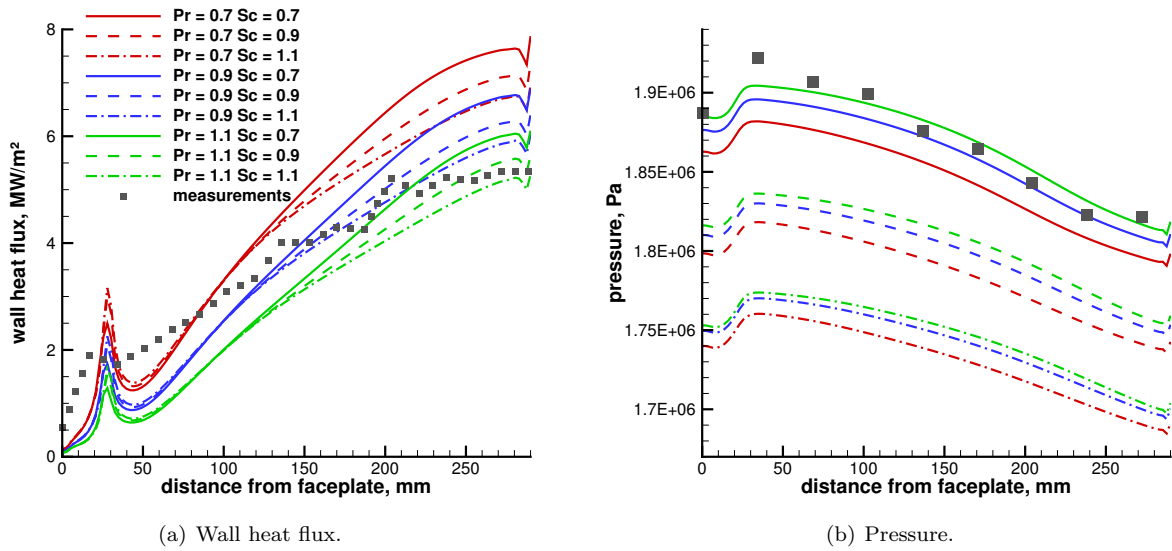 Pr = 0.7 Sc = 0.7
Pr = 0.7 Sc = 0.9
Pr = 0.7 Sc = 1.1
Pr = 0.9 Sc = 0.7
Pr = 0.9 Sc = 0.9
Pr = 0.9 Sc = 1.1
Pr = 1.1 Sc = 0.7
Pr = 1.1 Sc = 0.9
Pr = 1.1 Sc = 1.1
measurements
wall heat flux, MW/m²
8
6
4
2
0
0 50 100 150 200 250
distance from faceplate, mm
(a) Wall heat flux.
pressure, Pa
1.9E+06
1.85E+06
1.8E+06
1.75E+06
1.7E+06
0 50 100 150 200 250
distance from faceplate, mm
(b) Pressure.